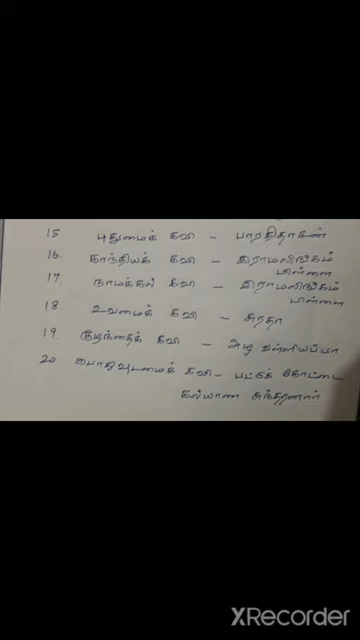 15. புதுமைக் கவி – பாரதிதாசன்
16. காந்தியக் கவி – இராமலிங்கம்
பிள்ளை
17. நாமக்கல் கவி – இராமலிங்கம்
பிள்ளை
18. உவமைக் கவி – சுரதா
19. குழந்தைக் கவி – அழ வள்ளியப்பா
20. பொதுவுடமைக் கவி – பட்டுக் கோட்டை
கல்யாண சுந்தரனார்
XRecorder